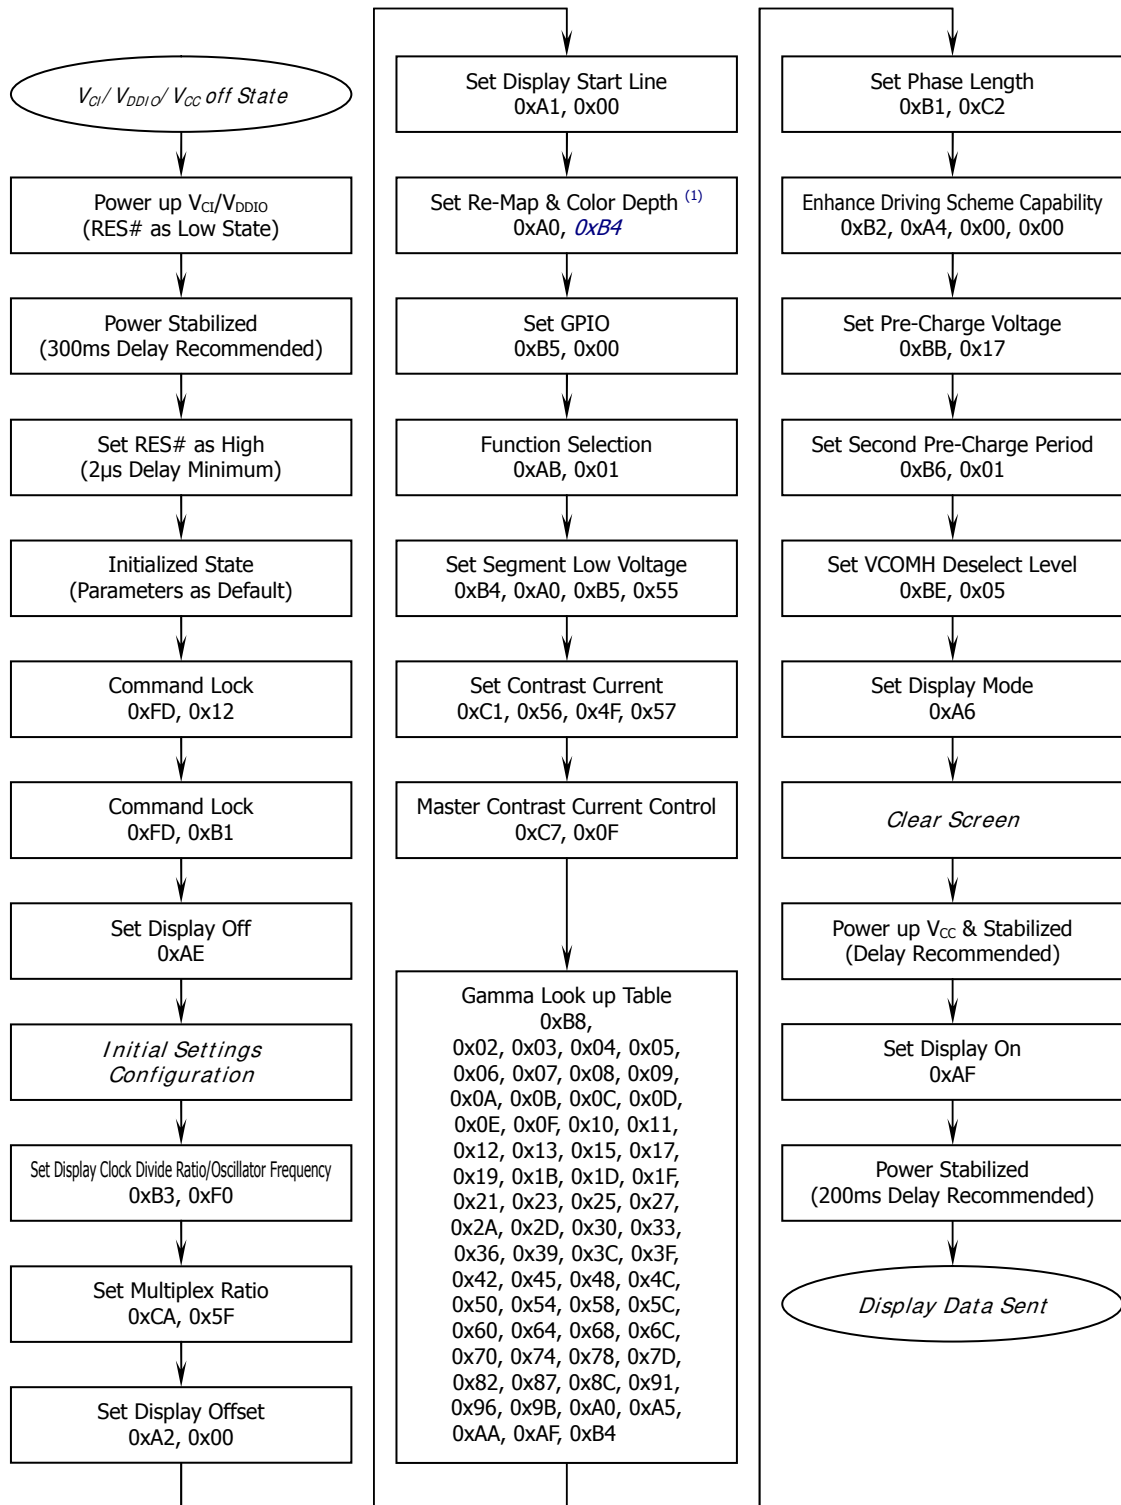 V_CI/ V_DDIO/ V_CC off State
Power up V_CI/V_DDIO
(RES# as Low State)
Power Stabilized
(300ms Delay Recommended)
Set RES# as High
(2µs Delay Minimum)
Initialized State
(Parameters as Default)
Command Lock
0xFD, 0x12
Command Lock
0xFD, 0xB1
Set Display Off
0xAE
Initial Settings
Configuration
Set Display Clock Divide Ratio/Oscillator Frequency
0xB3, 0xF0
Set Multiplex Ratio
0xCA, 0x5F
Set Display Offset
0xA2, 0x00
Set Display Start Line
0xA1, 0x00
Set Re-Map & Color Depth (1)
0xA0, 0xB4
Set GPIO
0xB5, 0x00
Function Selection
0xAB, 0x01
Set Segment Low Voltage
0xB4, 0xA0, 0xB5, 0x55
Set Contrast Current
0xC1, 0x56, 0x4F, 0x57
Master Contrast Current Control
0xC7, 0x0F
Gamma Look up Table
0xB8,
0x02, 0x03, 0x04, 0x05,
0x06, 0x07, 0x08, 0x09,
0x0A, 0x0B, 0x0C, 0x0D,
0x0E, 0x0F, 0x10, 0x11,
0x12, 0x13, 0x15, 0x17,
0x19, 0x1B, 0x1D, 0x1F,
0x21, 0x23, 0x25, 0x27,
0x2A, 0x2D, 0x30, 0x33,
0x36, 0x39, 0x3C, 0x3F,
0x42, 0x45, 0x48, 0x4C,
0x50, 0x54, 0x58, 0x5C,
0x60, 0x64, 0x68, 0x6C,
0x70, 0x74, 0x78, 0x7D,
0x82, 0x87, 0x8C, 0x91,
0x96, 0x9B, 0xA0, 0xA5,
0xAA, 0xAF, 0xB4
Set Phase Length
0xB1, 0xC2
Enhance Driving Scheme Capability
0xB2, 0xA4, 0x00, 0x00
Set Pre-Charge Voltage
0xBB, 0x17
Set Second Pre-Charge Period
0xB6, 0x01
Set VCOMH Deselect Level
0xBE, 0x05
Set Display Mode
0xA6
Clear Screen
Power up V_CC & Stabilized
(Delay Recommended)
Set Display On
0xAF
Power Stabilized
(200ms Delay Recommended)
Display Data Sent